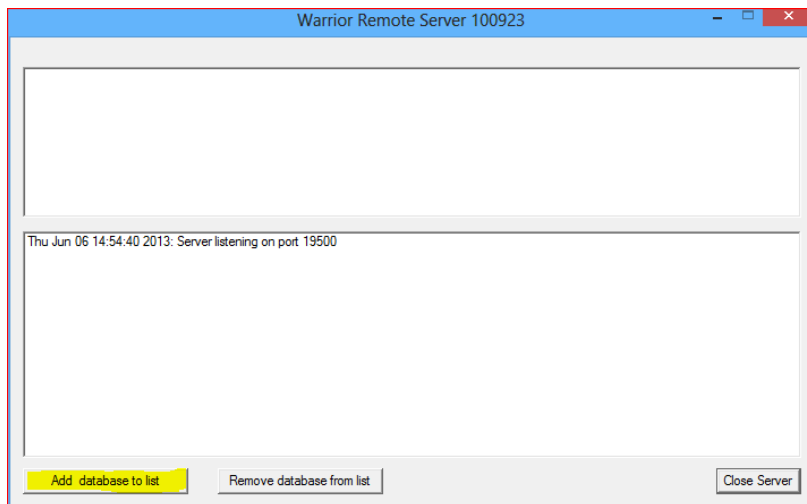 Warrior Remote Server 100923
Thu Jun 06 14:54:40 2013: Server listening on port 19500
Add database to list
Remove database from list
Close Server